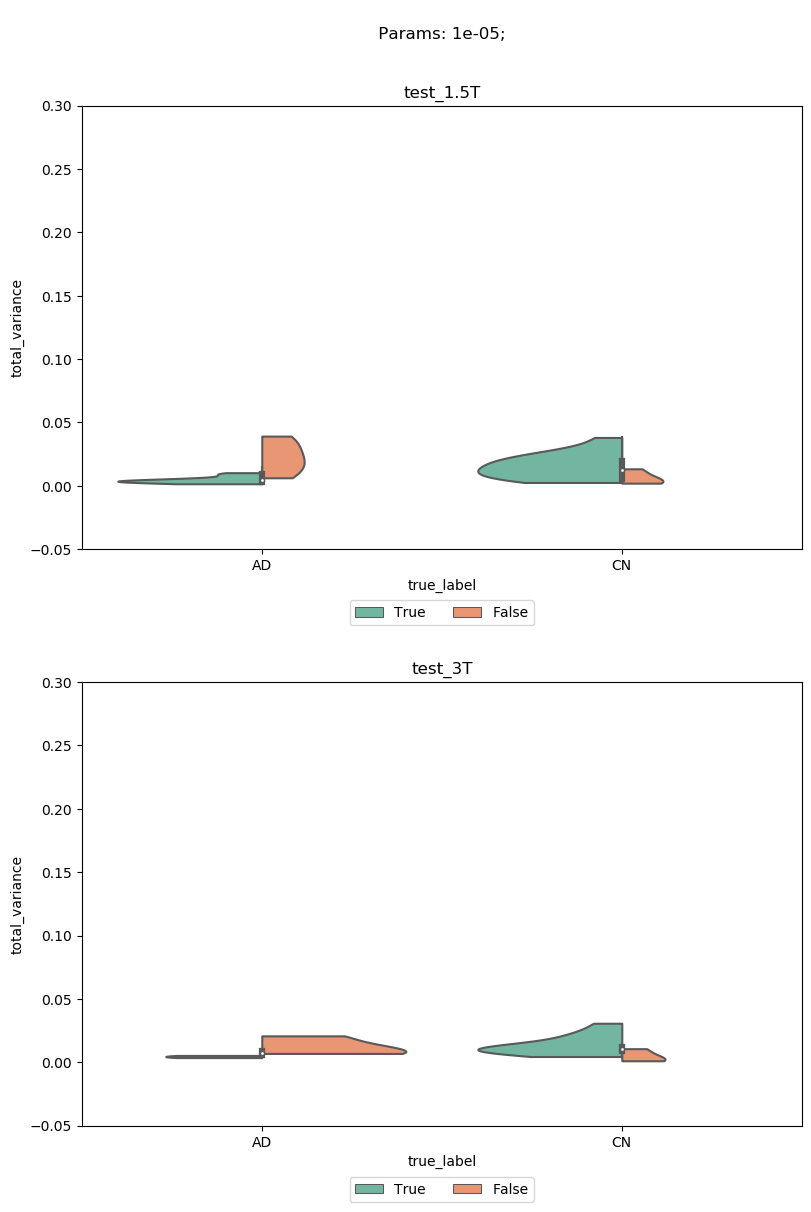 Params: 1e-05;
test_1.5T
0.30
0.25
0.20
0.15
0.10
0.05
0.00
−0.05
total_variance
AD CN
true_label
True False
test_3T
0.30
0.25
0.20
0.15
0.10
0.05
0.00
−0.05
total_variance
AD CN
true_label
True False